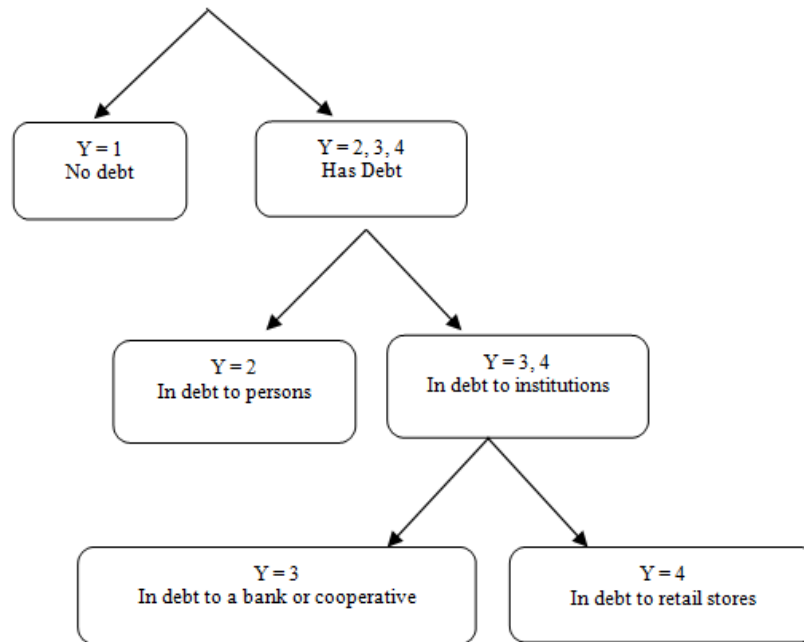 Y = 1
No debt
Y = 2, 3, 4
Has Debt
Y = 2
In debt to persons
Y = 3, 4
In debt to institutions
Y = 3
In debt to a bank or cooperative
Y = 4
In debt to retail stores